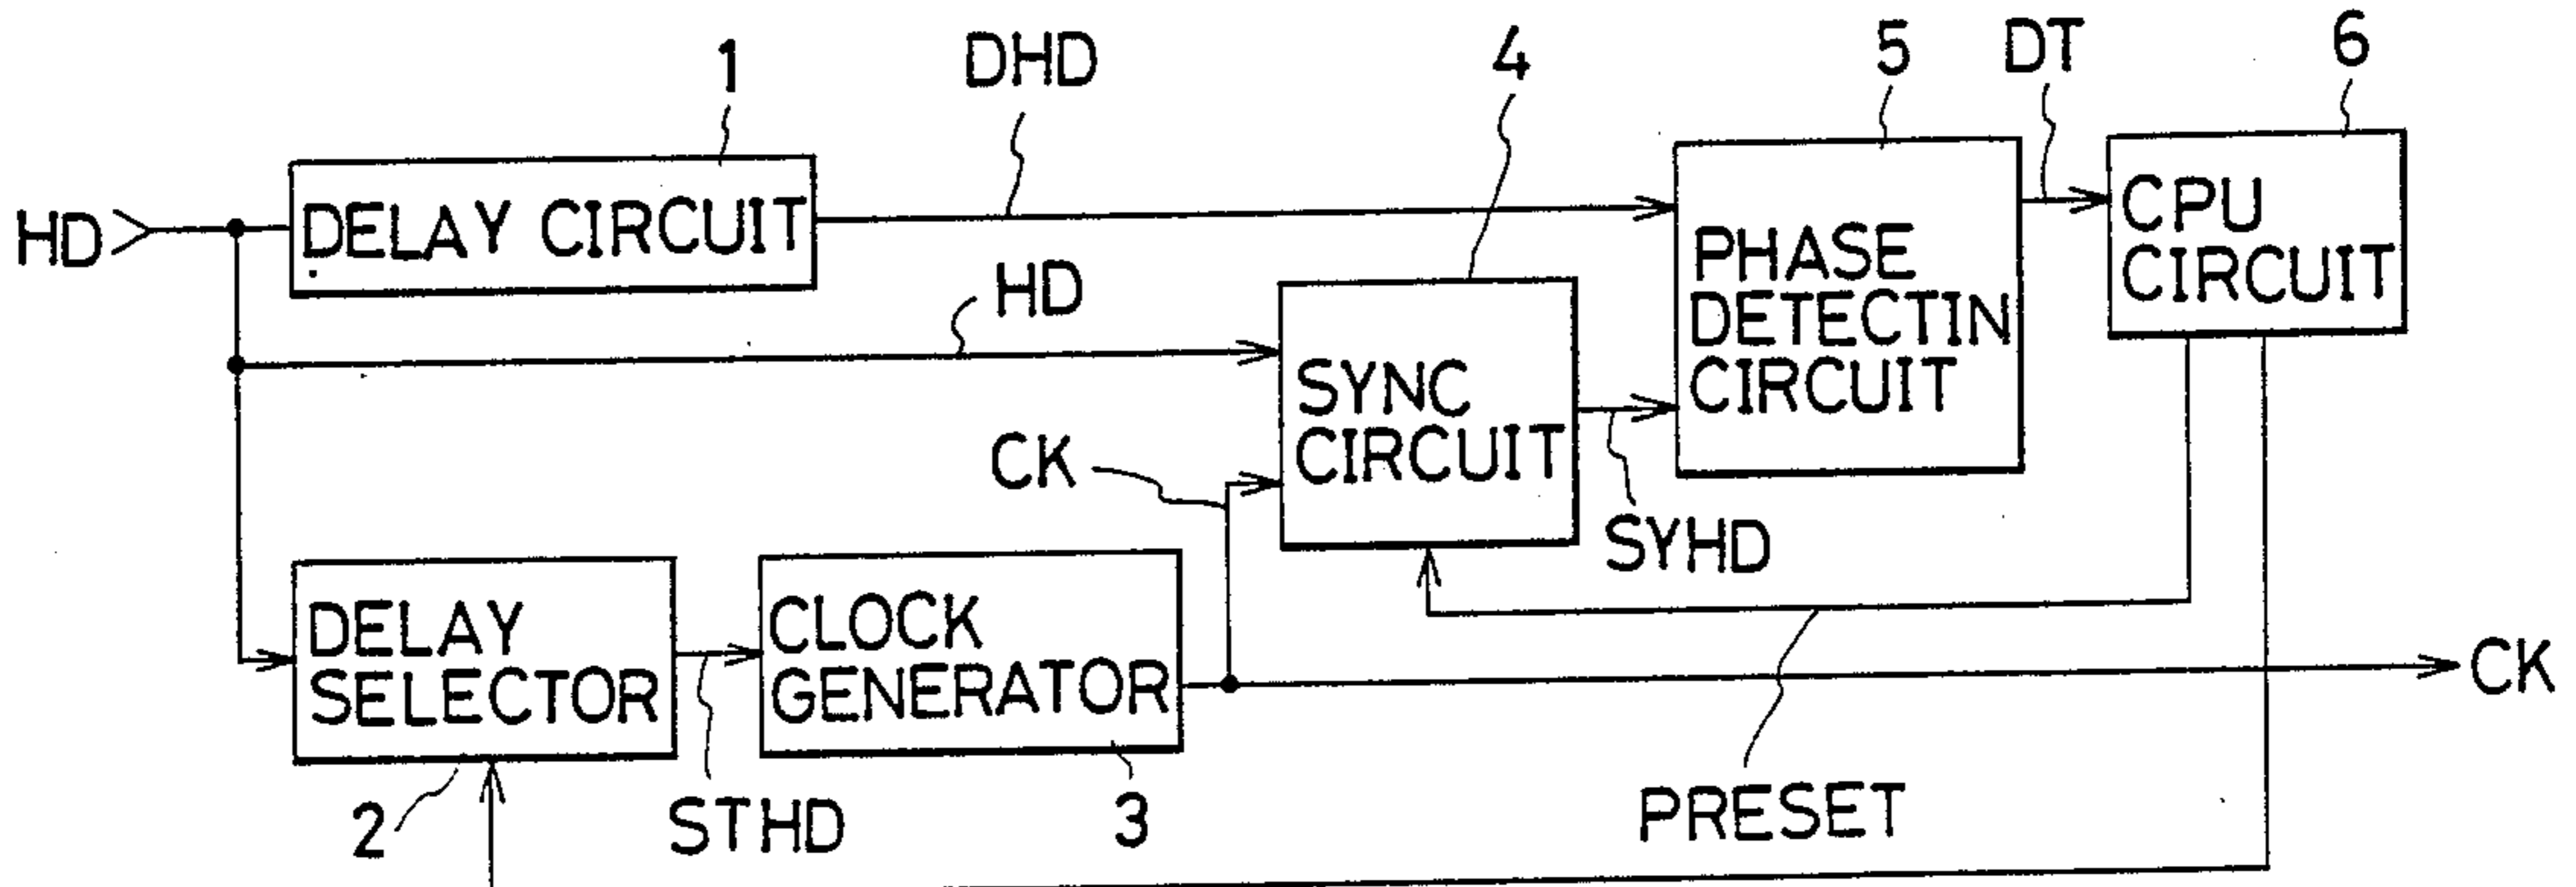 1
DHD
4
5
DT
6
HD
DELAY CIRCUIT
CPU
CIRCUIT
PHASE
DETECTIN
CIRCUIT
HD
SYNC
CIRCUIT
CK
SYHD
DELAY
SELECTOR
CLOCK
GENERATOR
CK
2
STHD
3
PRESET